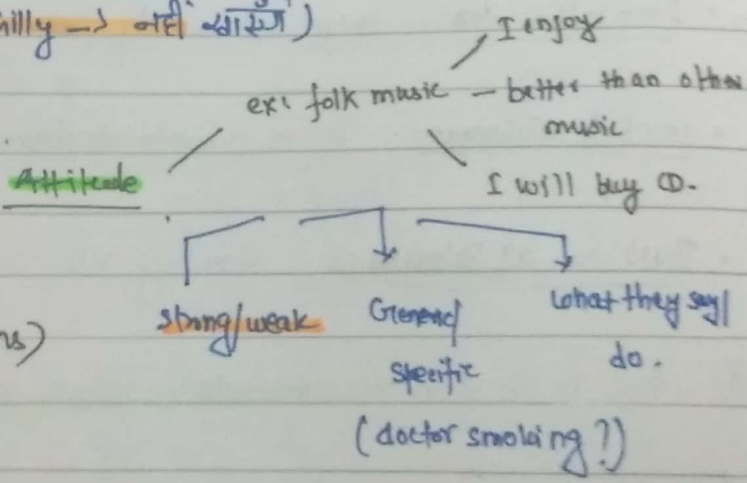 hilly → नहीं खाऊँगा)
I enjoy
ex: folk music — better than other
music
Attitude
I will buy CD.
strong/weak
General/
specific
what they say/
do.
(doctor smoking?)